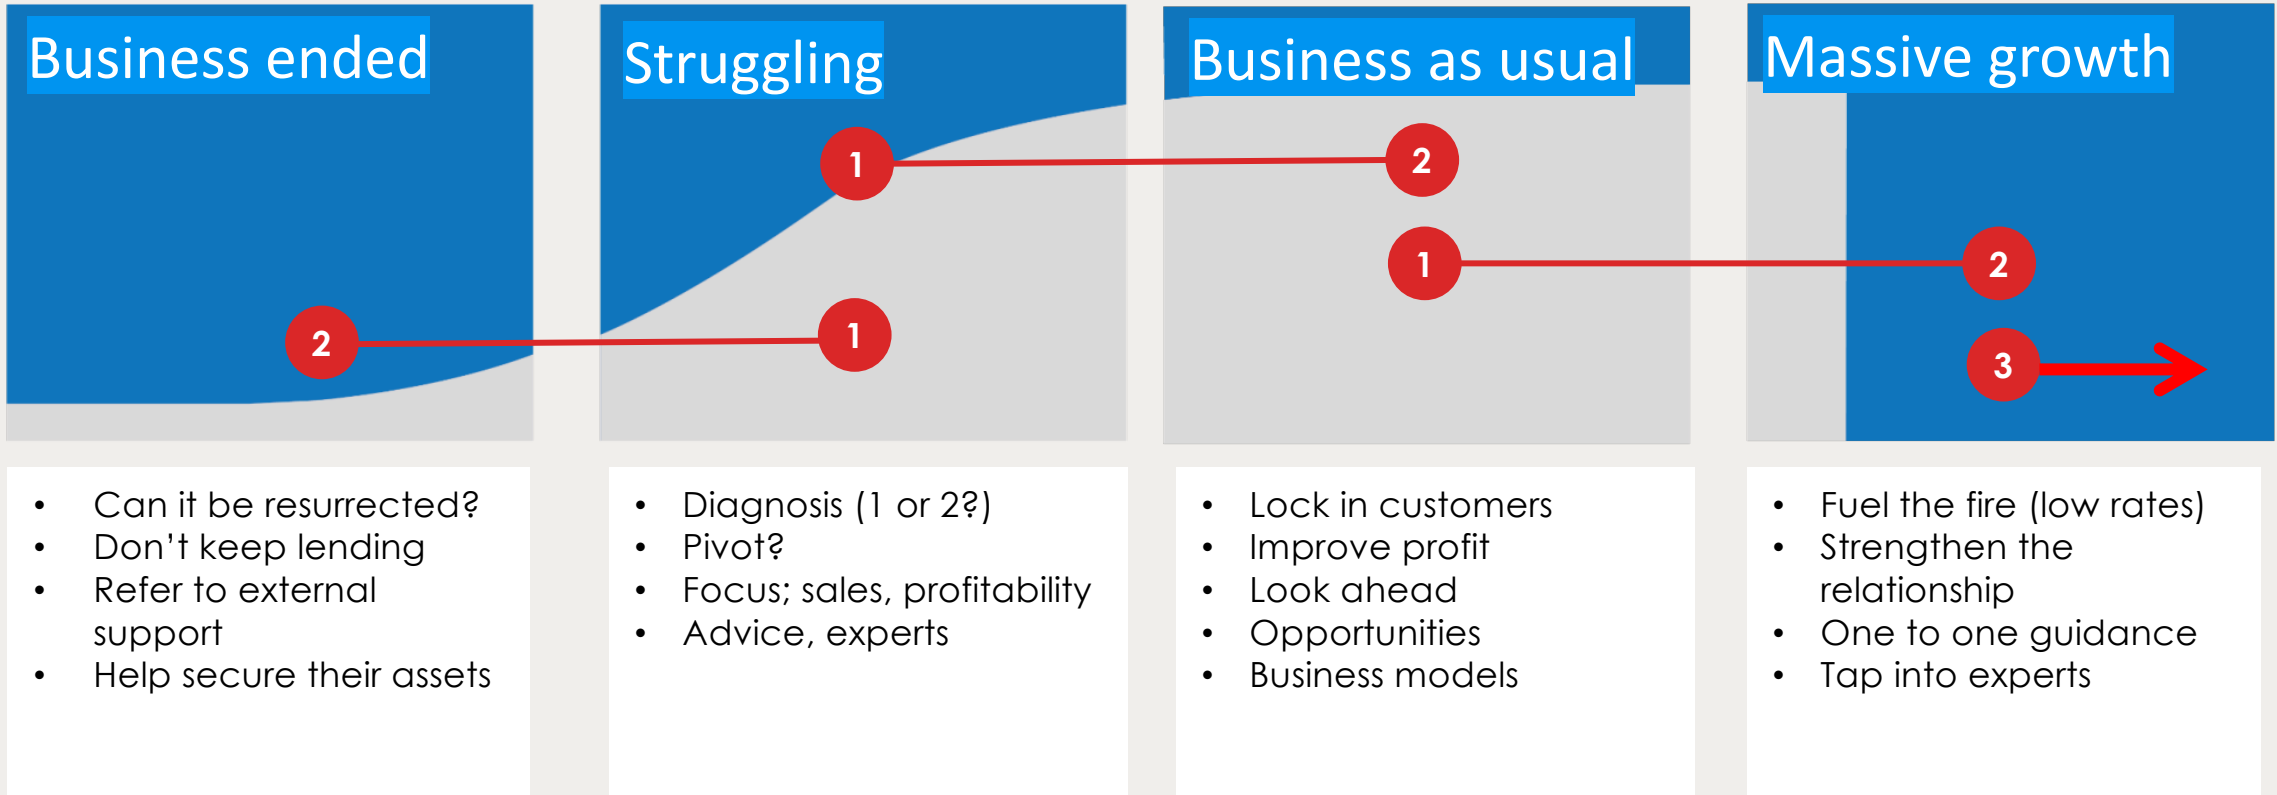 Business ended
Struggling
Business as usual
Massive growth
1
2
1
2
2
1
3
• Can it be resurrected?
• Don’t keep lending
• Refer to external
support
• Help secure their assets
• Diagnosis (1 or 2?)
• Pivot?
• Focus; sales, profitability
• Advice, experts
• Lock in customers
• Improve profit
• Look ahead
• Opportunities
• Business models
• Fuel the fire (low rates)
• Strengthen the
relationship
• One to one guidance
• Tap into experts